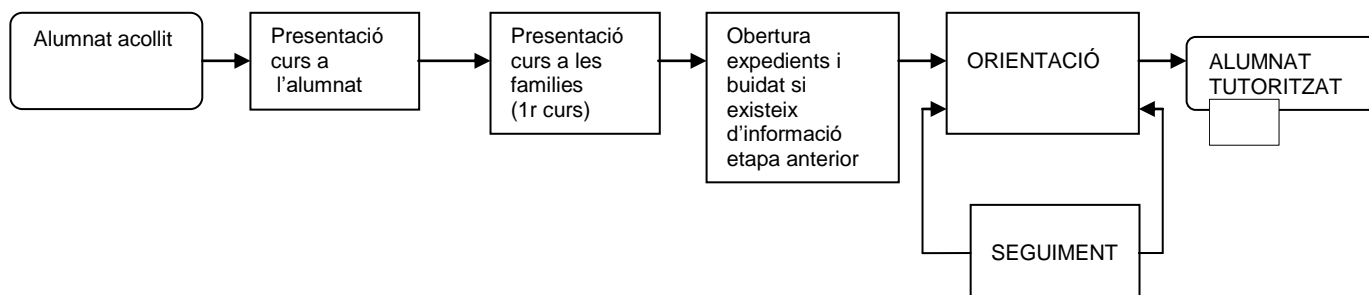 Alumnat acollit
Presentació
curs a
l’alumnat
Presentació
curs a les
families
(1r curs)
Obertura
expedients i
buidat si
existeix
d’informació
etapa anterior
ORIENTACIÓ
ALUMNAT
TUTORITZAT
SEGUIMENT